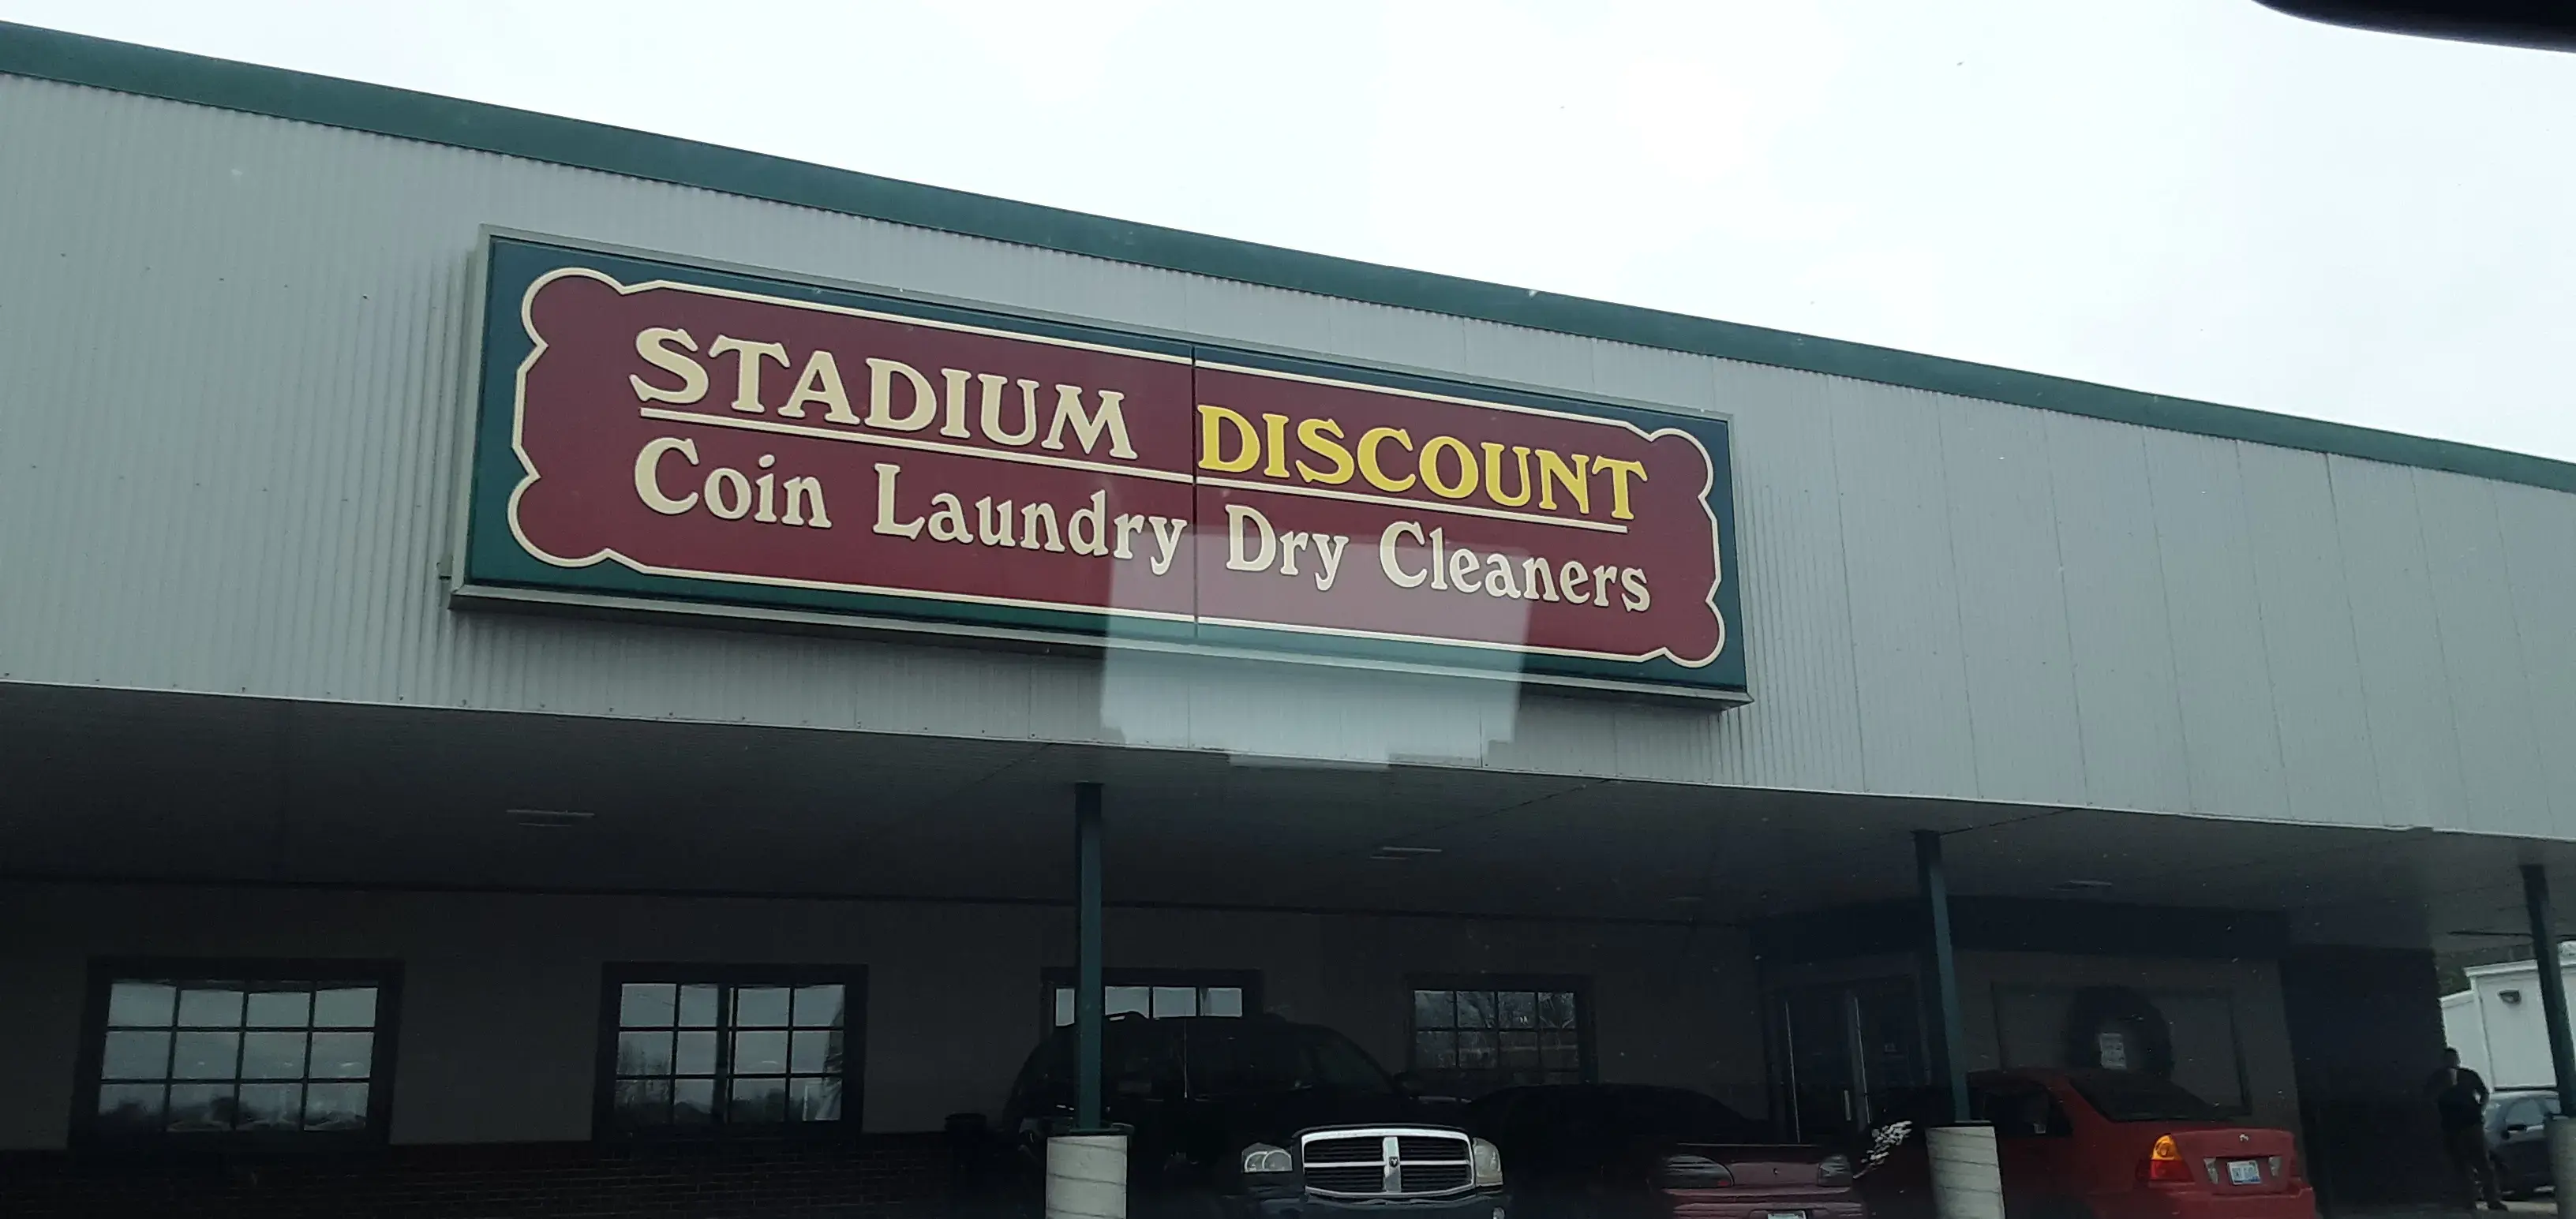 STADIUM DISCOUNT
Coin Laundry Dry Cleaners